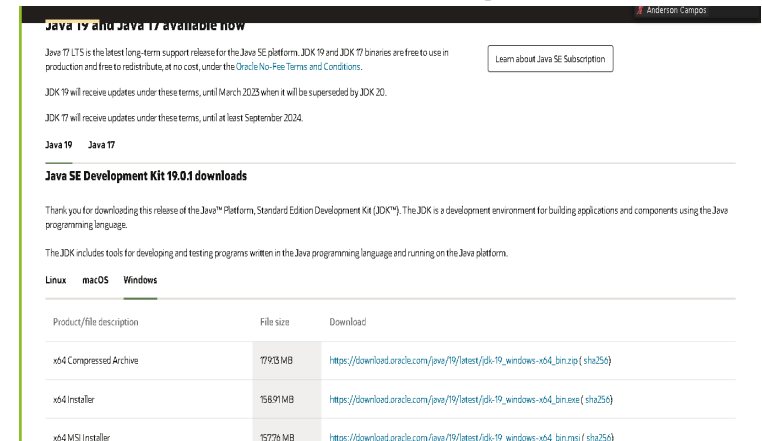 Anderson Campos
Java 19 and Java 17 available now
Java 17 LTS is the latest long-term support release for the Java SE platform. JDK 19 and JDK 17 binaries are free to use in
production and free to redistribute, at no cost, under the Oracle No-Fee Terms and Conditions.
Learn about Java SE Subscription
JDK 19 will receive updates under these terms, until March 2023 when it will be superseded by JDK 20.
JDK 17 will receive updates under these terms, until at least September 2024.
Java 19 Java 17
Java SE Development Kit 19.0.1 downloads
Thank you for downloading this release of the Java™ Platform, Standard Edition Development Kit (JDK™). The JDK is a development environment for building applications and components using the Java
programming language.
The JDK includes tools for developing and testing programs written in the Java programming language and running on the Java platform.
Linux macOS Windows
Product/file description File size Download
x64 Compressed Archive 179.13 MB https://download.oracle.com/java/19/latest/jdk-19_windows-x64_bin.zip ( sha256)
x64 Installer 158.91 MB https://download.oracle.com/java/19/latest/jdk-19_windows-x64_bin.exe ( sha256)
x64 MSI Installer 157.76 MB https://download.oracle.com/java/19/latest/jdk-19_windows-x64_bin.msi ( sha256)